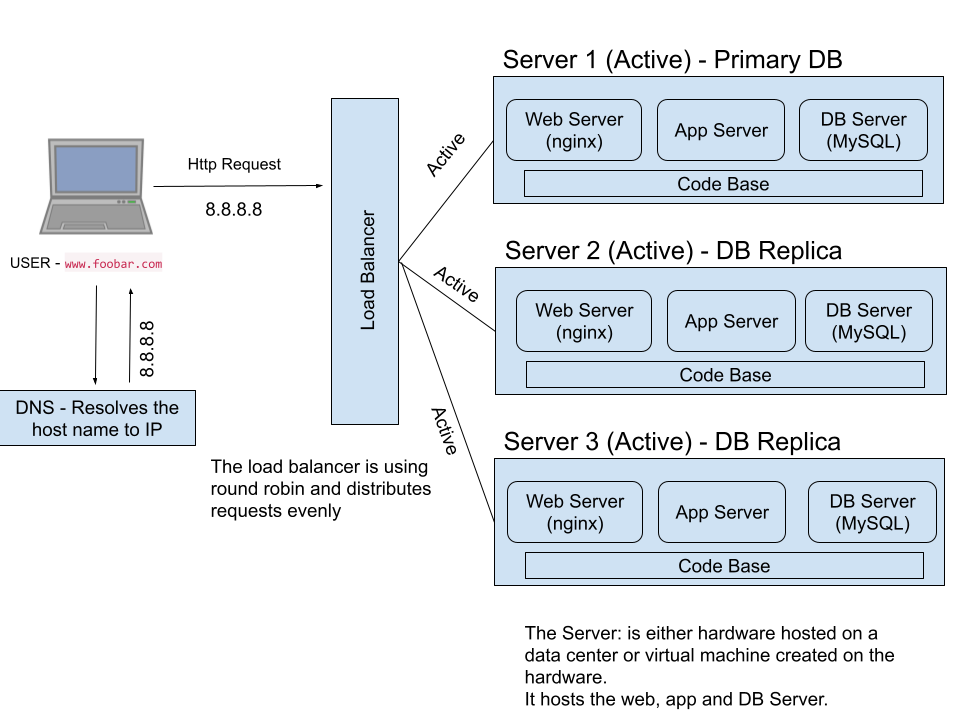 Server 1 (Active) - Primary DB
Web Server
(nginx)
App Server
DB Server
(MySQL)
Code Base
Http Request
8.8.8.8
USER - www.foobar.com
8.8.8.8
DNS - Resolves the
host name to IP
Load Balancer
Active
Active
Active
The load balancer is using
round robin and distributes
requests evenly
Server 2 (Active) - DB Replica
Web Server
(nginx)
App Server
DB Server
(MySQL)
Code Base
Server 3 (Active) - DB Replica
Web Server
(nginx)
App Server
DB Server
(MySQL)
Code Base
The Server: is either hardware hosted on a
data center or virtual machine created on the
hardware.
It hosts the web, app and DB Server.